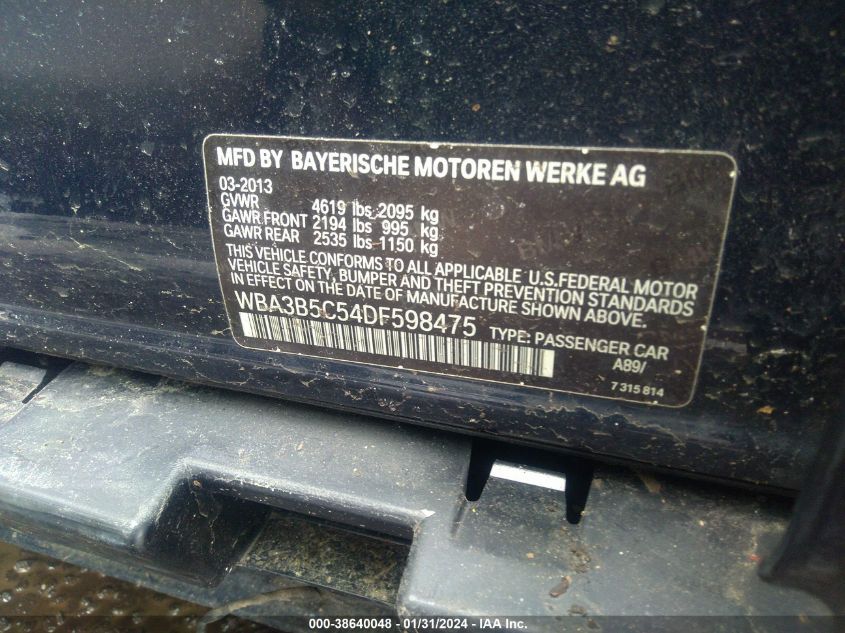 MFD BY BAYERISCHE MOTOREN WERKE AG
03-2013
GVWR 4619 lbs 2095 kg
GAWR FRONT 2194 lbs 995 kg
GAWR REAR 2535 lbs 1150 kg
THIS VEHICLE CONFORMS TO ALL APPLICABLE U.S.FEDERAL MOTOR
VEHICLE SAFETY, BUMPER AND THEFT PREVENTION STANDARDS
IN EFFECT ON THE DATE OF MANUFACTURE SHOWN ABOVE.
WBA3B5C54DF598475 TYPE: PASSENGER CAR
A89/
7 315 814
000-38640048 - 01/31/2024 - IAA Inc.